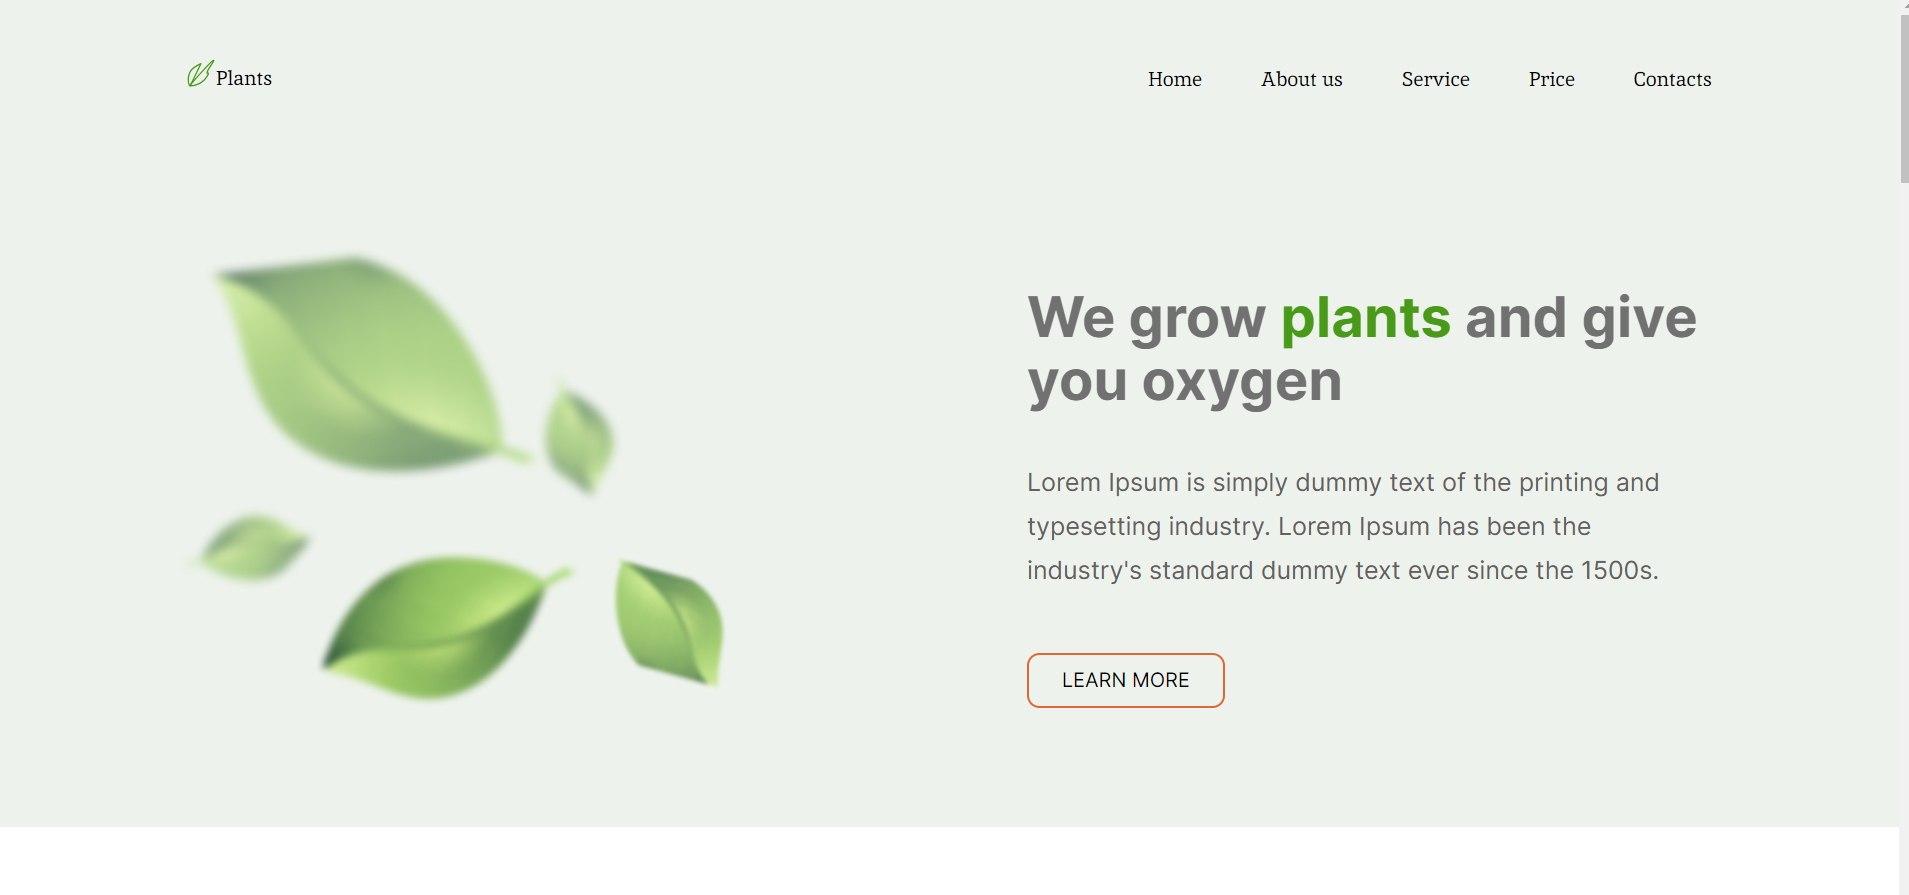 Plants
Home
About us
Service
Price
Contacts
We grow plants and give
you oxygen
Lorem Ipsum is simply dummy text of the printing and
typesetting industry. Lorem Ipsum has been the
industry's standard dummy text ever since the 1500s.
LEARN MORE